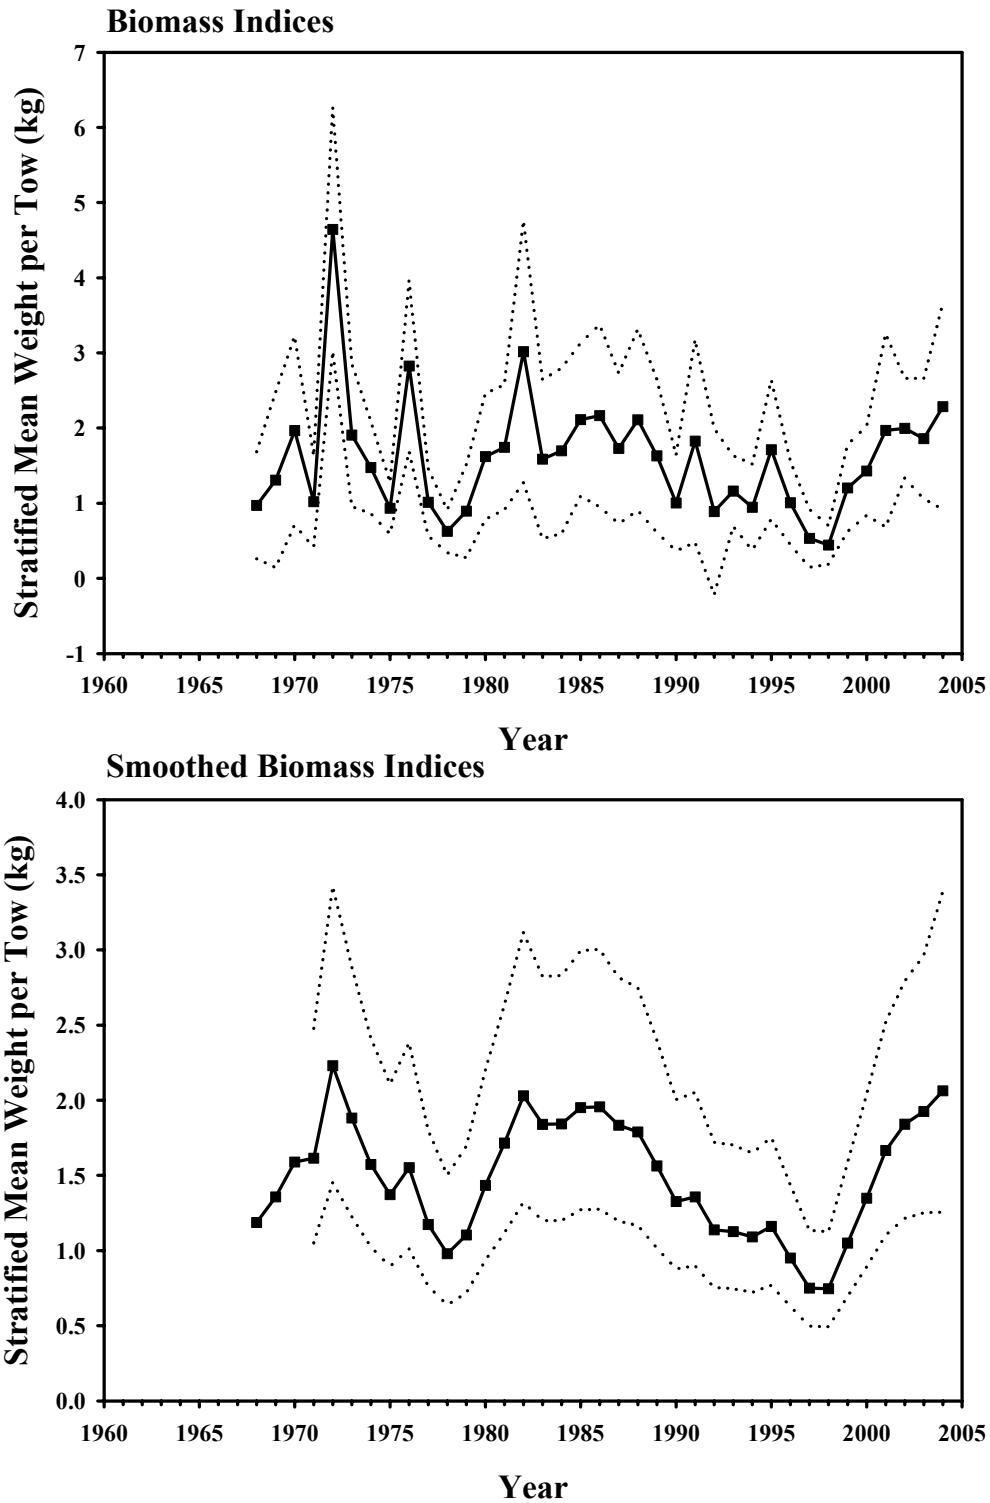 Biomass Indices
Stratified Mean Weight per Tow (kg)
7
6
5
4
3
2
1
0
-1
1960 1965 1970 1975 1980 1985 1990 1995 2000 2005
Year
Smoothed Biomass Indices
Stratified Mean Weight per Tow (kg)
4.0
3.5
3.0
2.5
2.0
1.5
1.0
0.5
0.0
1960 1965 1970 1975 1980 1985 1990 1995 2000 2005
Year